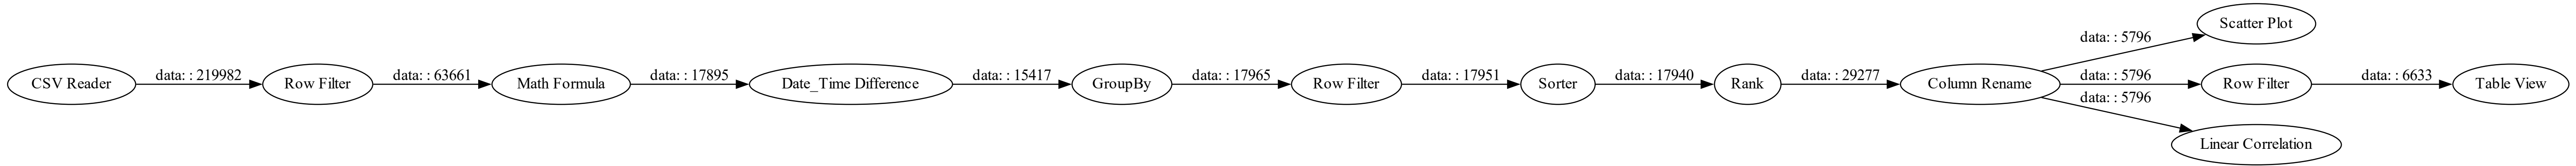 CSV Reader
data: : 219982
Row Filter
data: : 63661
Math Formula
data: : 17895
Date_Time Difference
data: : 15417
GroupBy
data: : 17965
Row Filter
data: : 17951
Sorter
data: : 17940
Rank
data: : 29277
Column Rename
data: : 5796
Scatter Plot
data: : 5796
Row Filter
data: : 6633
Table View
data: : 5796
Linear Correlation